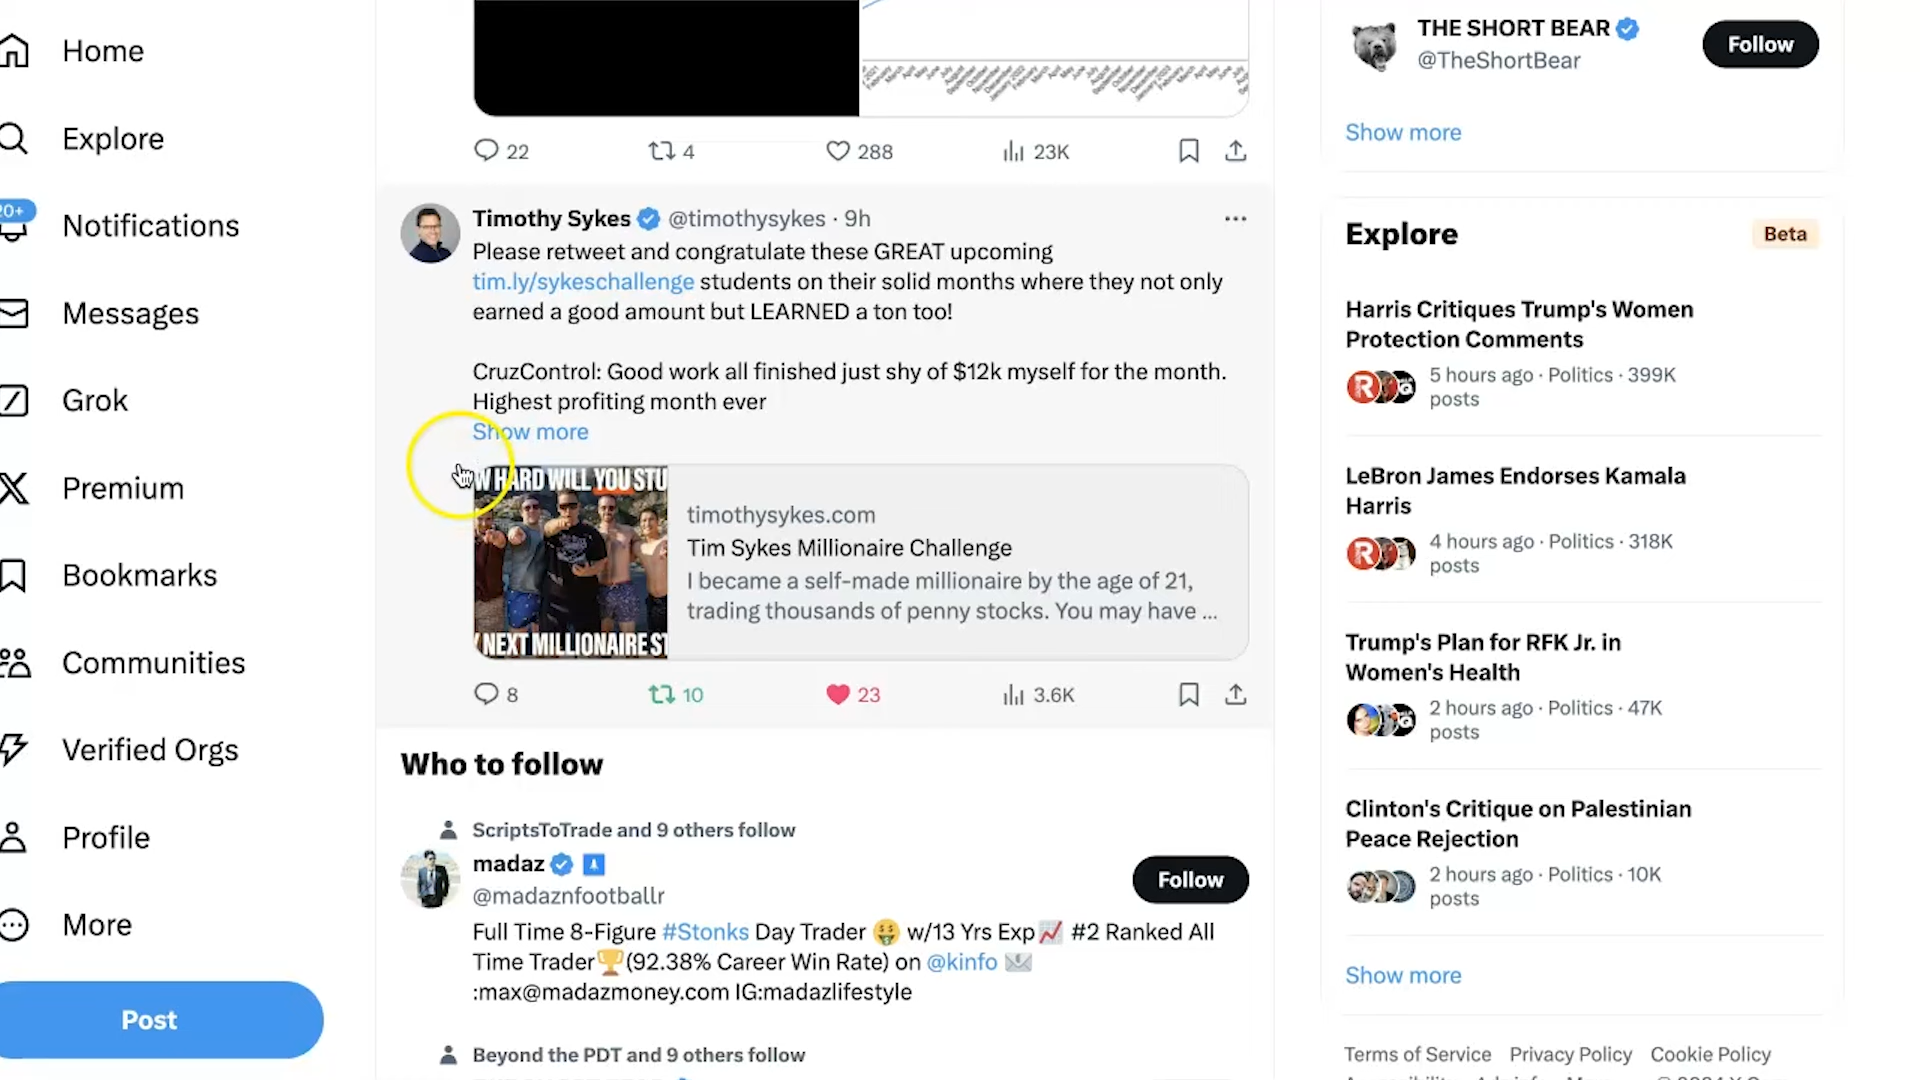 Home
Explore
20+
Notifications
Messages
Grok
Premium
Bookmarks
Communities
Verified Orgs
Profile
More
Post
22
4
288
23K
Timothy Sykes @timothysykes · 9h
Please retweet and congratulate these GREAT upcoming
tim.ly/sykeschallenge students on their solid months where they not only
earned a good amount but LEARNED a ton too!
CruzControl: Good work all finished just shy of $12k myself for the month.
Highest profiting month ever
Show more
W HARD WILL YOU STU
NEXT MILLIONAIRE ST
timothysykes.com
Tim Sykes Millionaire Challenge
I became a self-made millionaire by the age of 21,
trading thousands of penny stocks. You may have ...
8
10
23
3.6K
Who to follow
ScriptsToTrade and 9 others follow
madaz
@madaznfootballr
Follow
Full Time 8-Figure #Stonks Day Trader 🤑 w/13 Yrs Exp📈 #2 Ranked All
Time Trader🏆(92.38% Career Win Rate) on @kinfo 📨
:max@madazmoney.com IG:madazlifestyle
Beyond the PDT and 9 others follow
THE SHORT BEAR
@TheShortBear
Follow
Show more
Explore
Beta
Harris Critiques Trump's Women
Protection Comments
5 hours ago · Politics · 399K
posts
LeBron James Endorses Kamala
Harris
4 hours ago · Politics · 318K
posts
Trump's Plan for RFK Jr. in
Women's Health
2 hours ago · Politics · 47K
posts
Clinton's Critique on Palestinian
Peace Rejection
2 hours ago · Politics · 10K
posts
Show more
Terms of Service Privacy Policy Cookie Policy